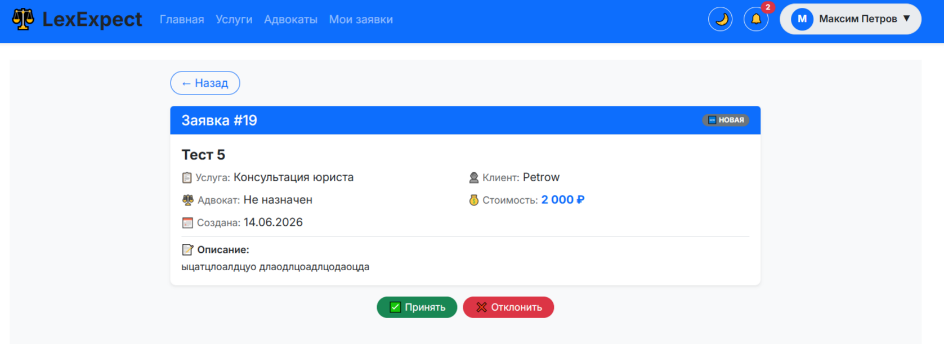 LexExpect Главная Услуги Адвокаты Мои заявки 2 М Максим Петров ▼
← Назад
Заявка #19 НОВАЯ
Тест 5
Услуга: Консультация юриста Клиент: Petrow
Адвокат: Не назначен Стоимость: 2 000 ₽
Создана: 14.06.2026
Описание:
ыцатцлоалдцуо длаодлцоадлцодаоцда
Принять Отклонить